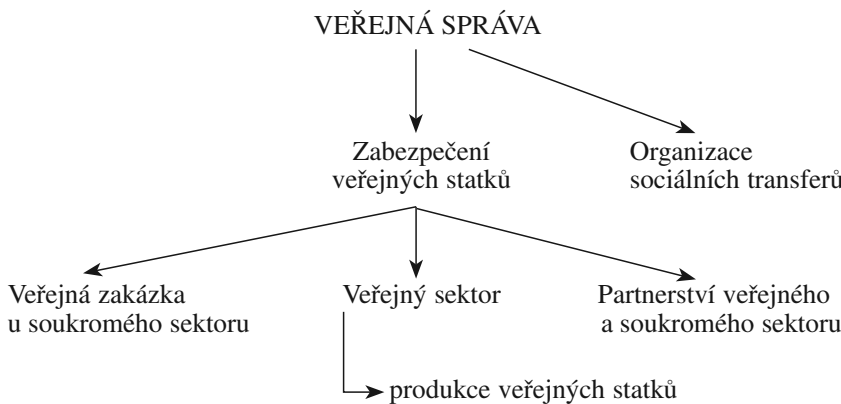 VEŘEJNÁ SPRÁVA
Zabezpečení
veřejných statků
Organizace
sociálních transferů
Veřejná zakázka
u soukromého sektoru
Veřejný sektor
Partnerství veřejného
a soukromého sektoru
produkce veřejných statků